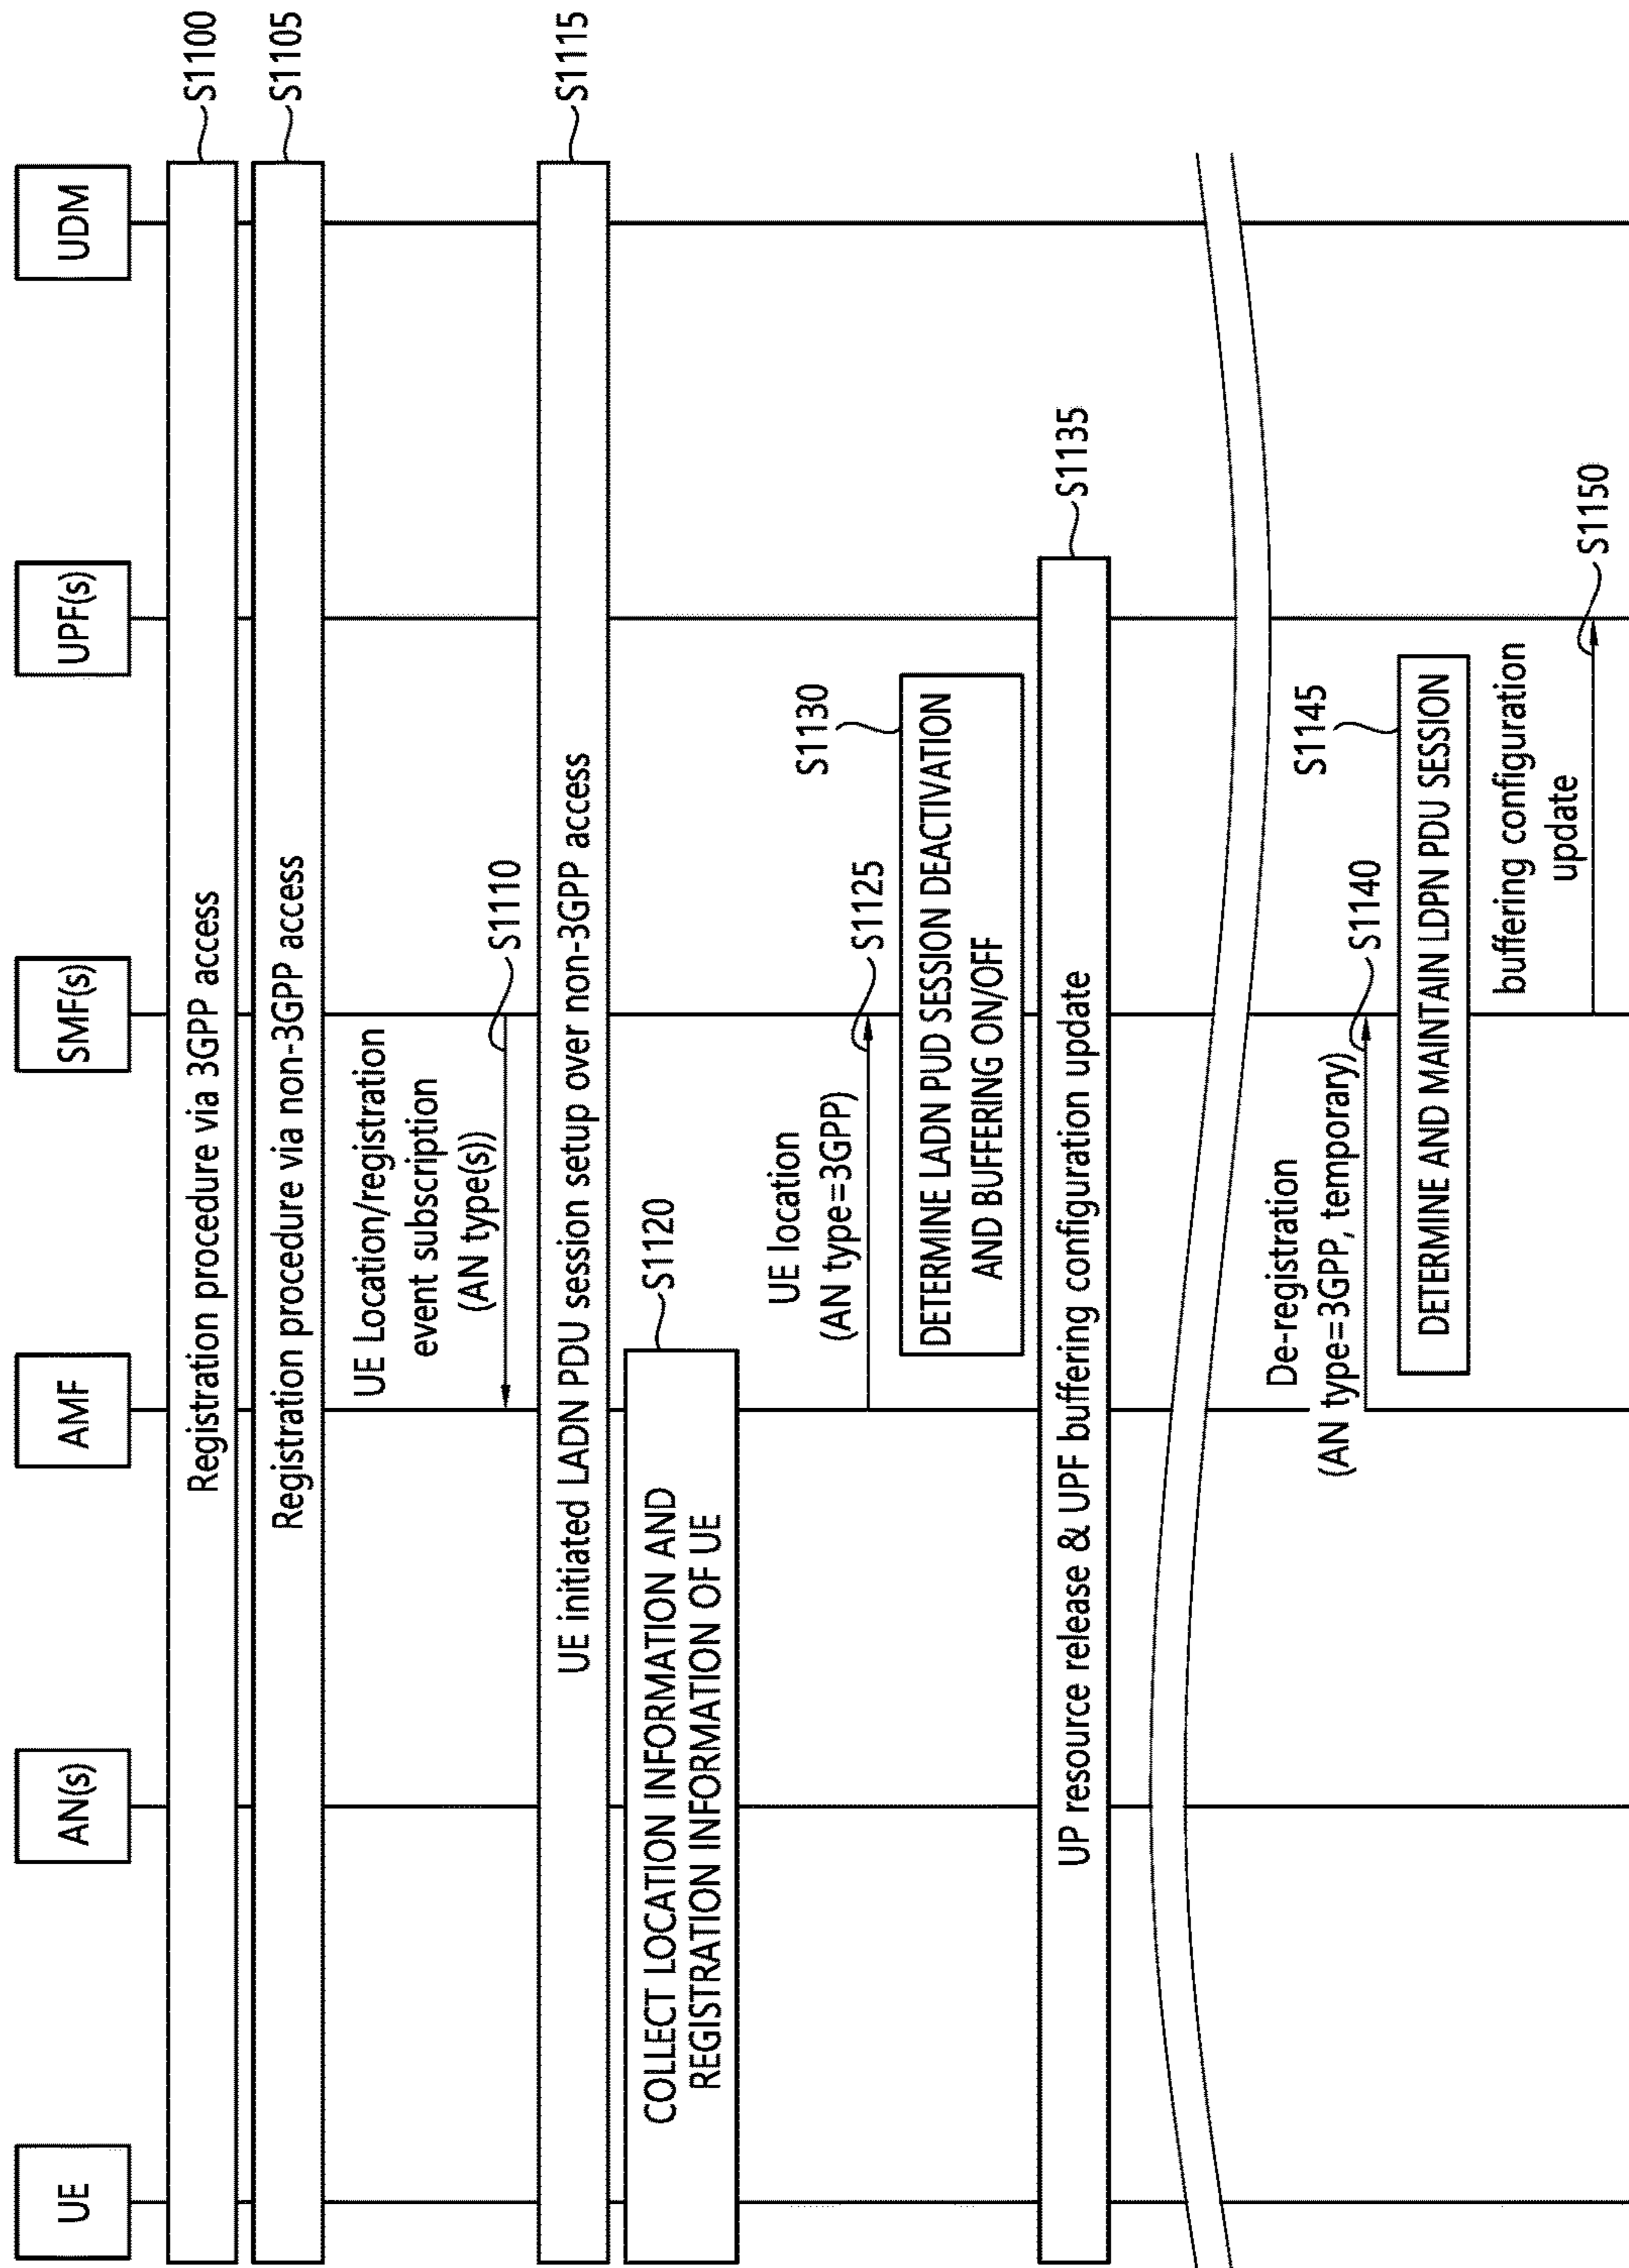 UE
AN(s)
AMF
SMF(s)
UPF(s)
UDM
Registration procedure via 3GPP access
S1100
Registration procedure via non-3GPP access
S1105
UE Location/registration
event subscription
(AN type(s))
S1110
UE initiated LADN PDU session setup over non-3GPP access
S1115
COLLECT LOCATION INFORMATION AND
REGISTRATION INFORMATION OF UE
S1120
UE location
(AN type=3GPP)
S1125
S1130
DETERMINE LADN PUD SESSION DEACTIVATION
AND BUFFERING ON/OFF
UP resource release & UPF buffering configuration update
S1135
De-registration
(AN type=3GPP, temporary)
S1140
S1145
DETERMINE AND MAINTAIN LDPN PDU SESSION
buffering configuration
update
S1150